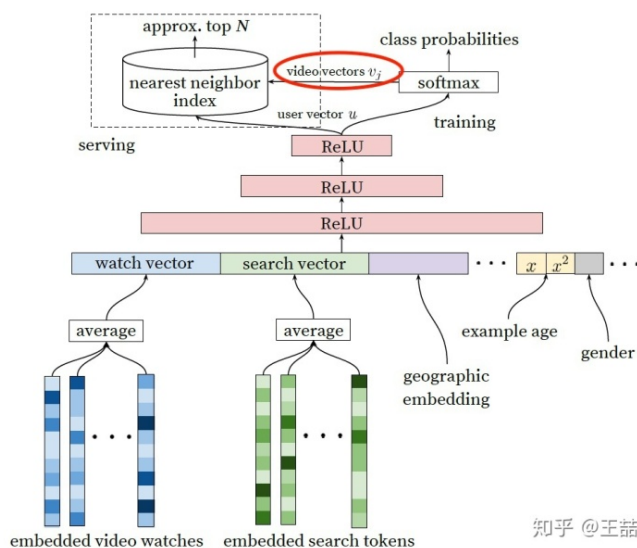 approx. top N
class probabilities
video vectors v_j
nearest neighbor
index
softmax
user vector u
training
serving
ReLU
ReLU
ReLU
watch vector
search vector
x
x²
average
average
example age
gender
geographic
embedding
embedded video watches
embedded search tokens
知乎 @王喆